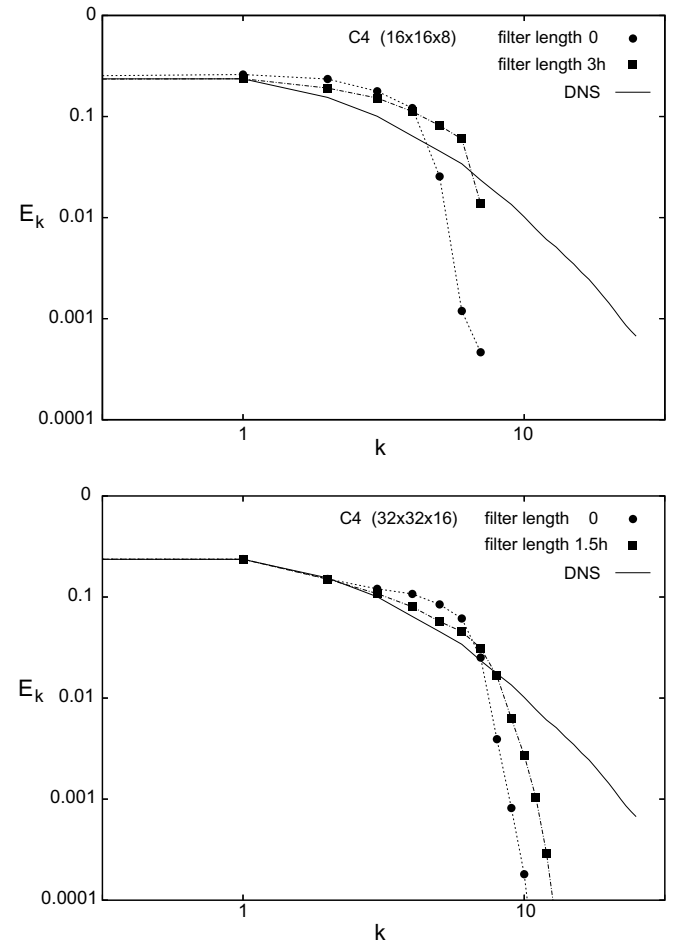 0
C4 (16x16x8) filter length 0
filter length 3h
DNS
0.1
E_k 0.01
0.001
0.0001
1 10
k
0
C4 (32x32x16) filter length 0
filter length 1.5h
DNS
0.1
E_k 0.01
0.001
0.0001
1 10
k